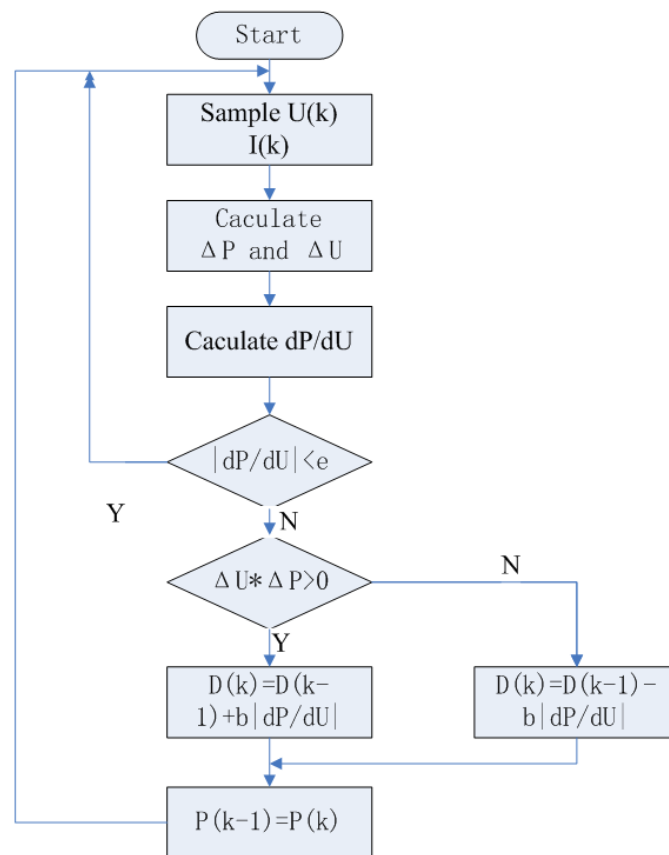 Start
Sample U(k)
I(k)
Caculate
ΔP and ΔU
Caculate dP/dU
|dP/dU|<e
Y
N
ΔU*ΔP>0
N
Y
D(k)=D(k-
1)+b|dP/dU|
D(k)=D(k-1)-
b|dP/dU|
P(k-1)=P(k)